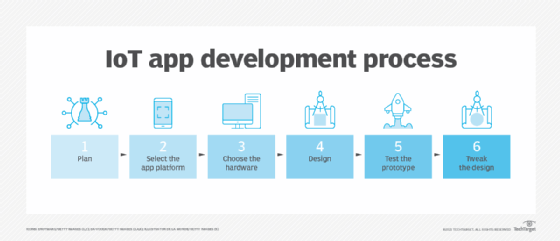 IoT app development process
1
Plan
2
Select the
app platform
3
Choose the
hardware
4
Design
5
Test the
prototype
6
Tweak
the design
TechTarget